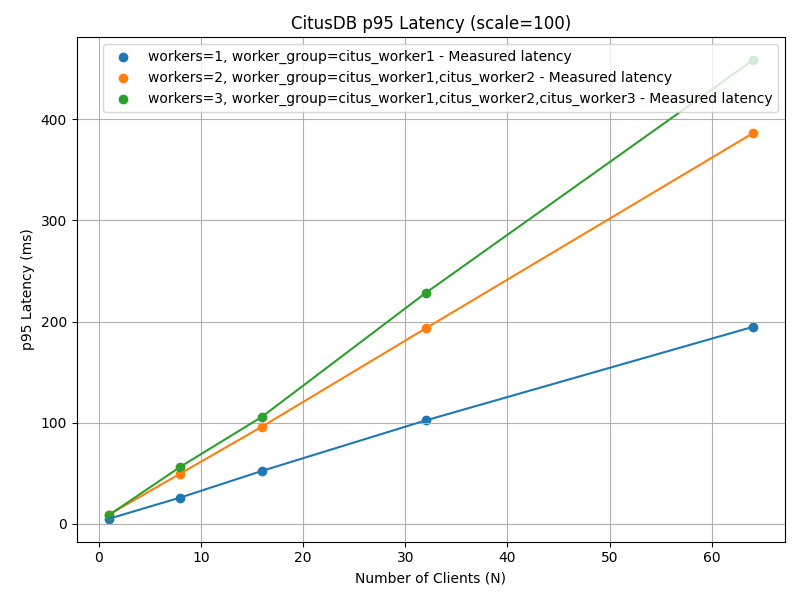 CitusDB p95 Latency (scale=100)
workers=1, worker_group=citus_worker1 - Measured latency
workers=2, worker_group=citus_worker1,citus_worker2 - Measured latency
workers=3, worker_group=citus_worker1,citus_worker2,citus_worker3 - Measured latency
p95 Latency (ms)
400
300
200
100
0
0 10 20 30 40 50 60
Number of Clients (N)